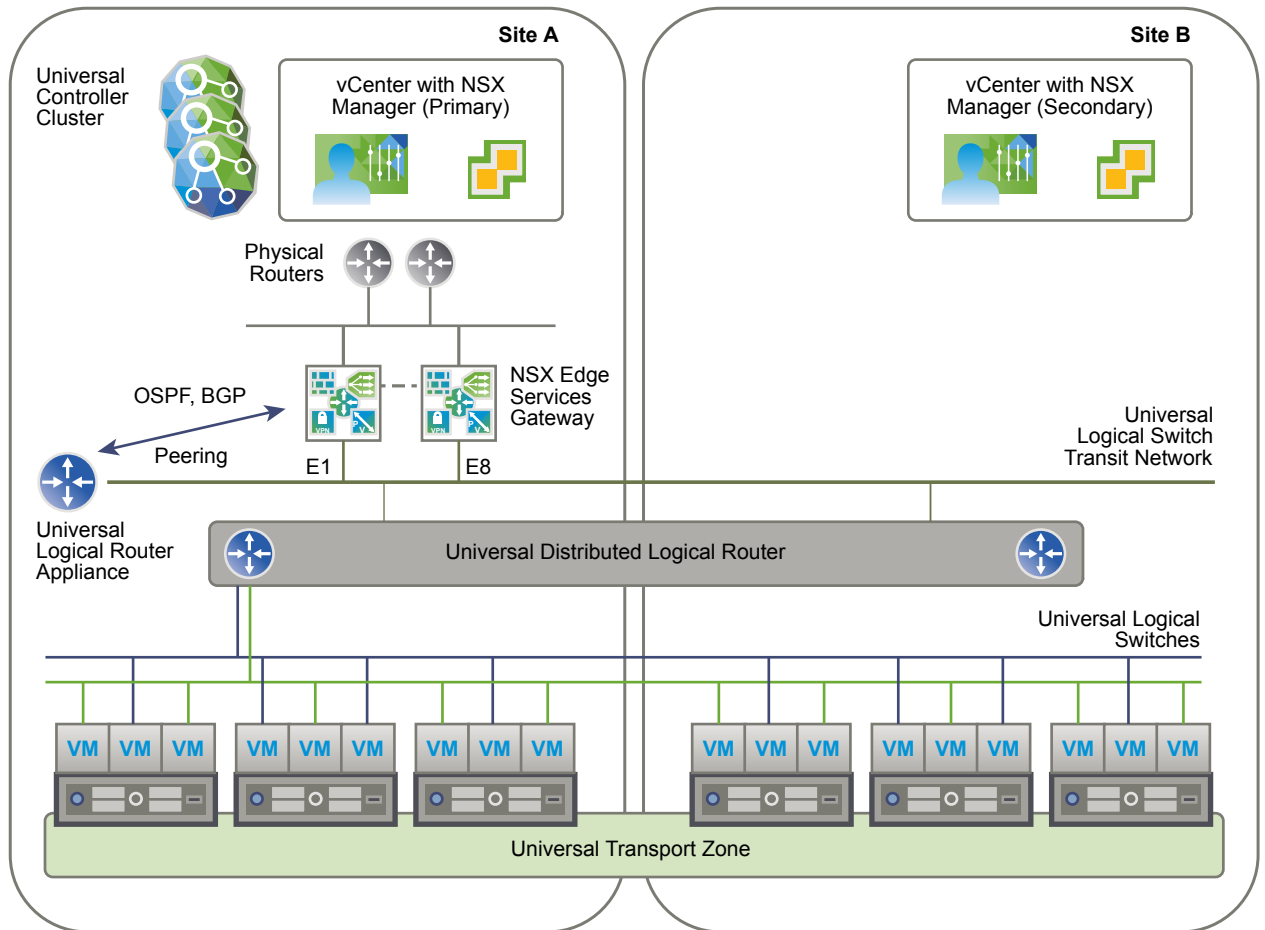 Site A
Site B
Universal
Controller
Cluster
vCenter with NSX
Manager (Primary)
vCenter with NSX
Manager (Secondary)
Physical
Routers
OSPF, BGP
Peering
VPN
P
V
VPN
P
V
NSX Edge
Services
Gateway
E1
E8
Universal
Logical Switch
Transit Network
Universal
Logical Router
Appliance
Universal Distributed Logical Router
Universal Logical
Switches
VM VM VM
VM VM VM
VM VM VM
VM VM VM
VM VM VM
VM VM VM
Universal Transport Zone